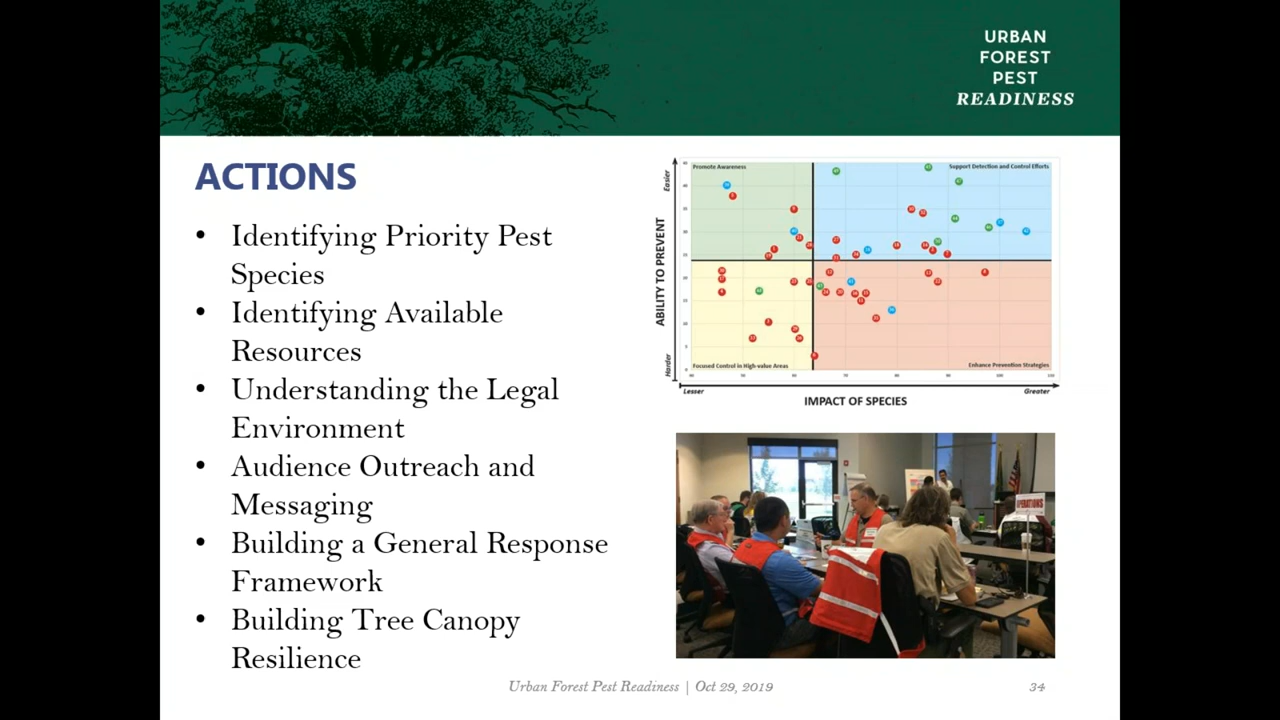 URBAN
FOREST
PEST
READINESS
ACTIONS
• Identifying Priority Pest
Species
• Identifying Available
Resources
• Understanding the Legal
Environment
• Audience Outreach and
Messaging
• Building a General Response
Framework
• Building Tree Canopy
Resilience
Promote Awareness
Support Detection and Control Efforts
Easier
ABILITY TO PREVENT
Harder
Focused Control in High-value Areas
Enhance Prevention Strategies
Lesser
Greater
IMPACT OF SPECIES
OPERATIONS
Urban Forest Pest Readiness | Oct 29, 2019
34